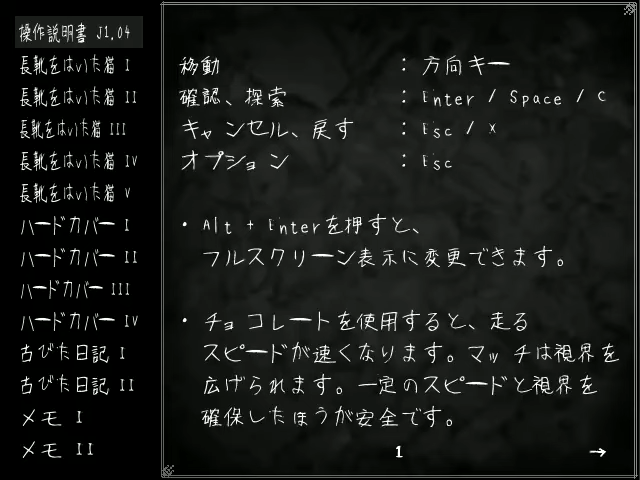 操作説明書 J1.04
長靴をはいた猫 I
長靴をはいた猫 II
長靴をはいた猫 III
長靴をはいた猫 IV
長靴をはいた猫 V
ハードカバー I
ハードカバー II
ハードカバー III
ハードカバー IV
古びた日記 I
古びた日記 II
メモ I
メモ II
移動 : 方向キー
確認、探索 : Enter / Space / C
キャンセル、戻す : Esc / X
オプション : Esc
・Alt + Enterを押すと、
フルスクリーン表示に変更できます。
・チョコレートを使用すると、走る
スピードが速くなります。マッチは視界を
広げられます。一定のスピードと視界を
確保したほうが安全です。
1 →